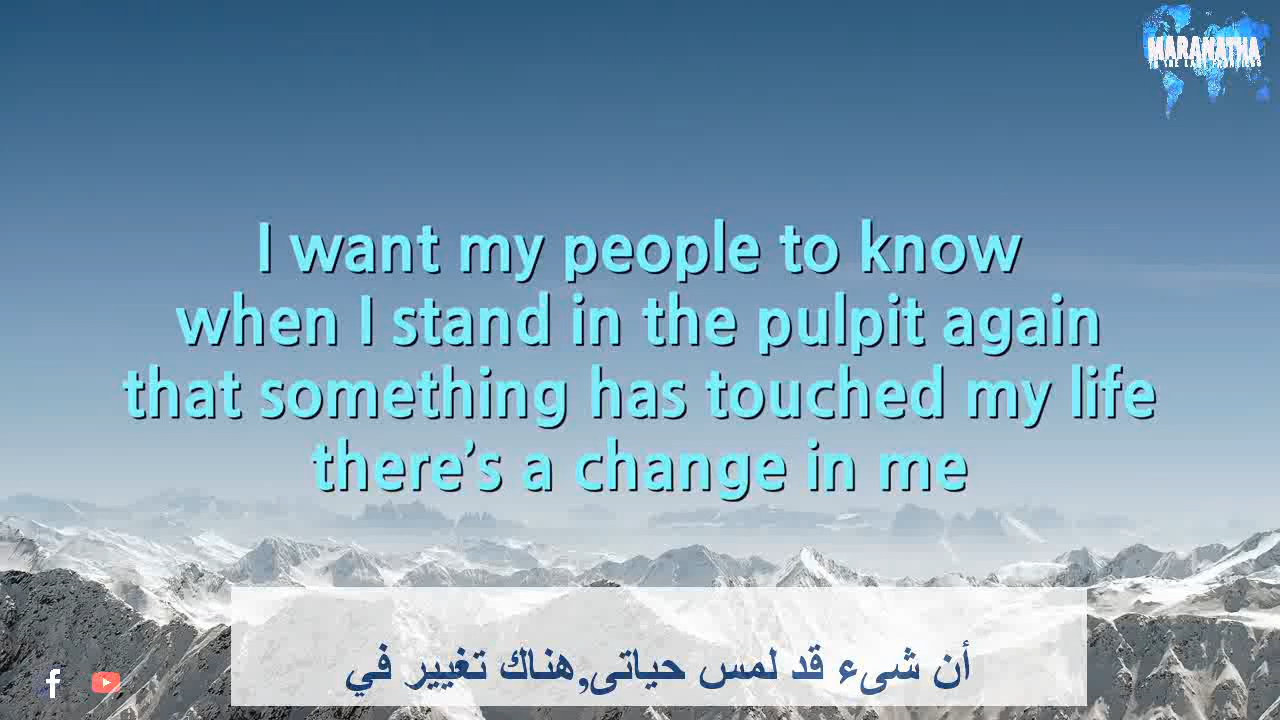 MARANATHA
I want my people to know
when I stand in the pulpit again
that something has touched my life
there's a change in me
أن شىء قد لمس حياتى,هناك تغيير في